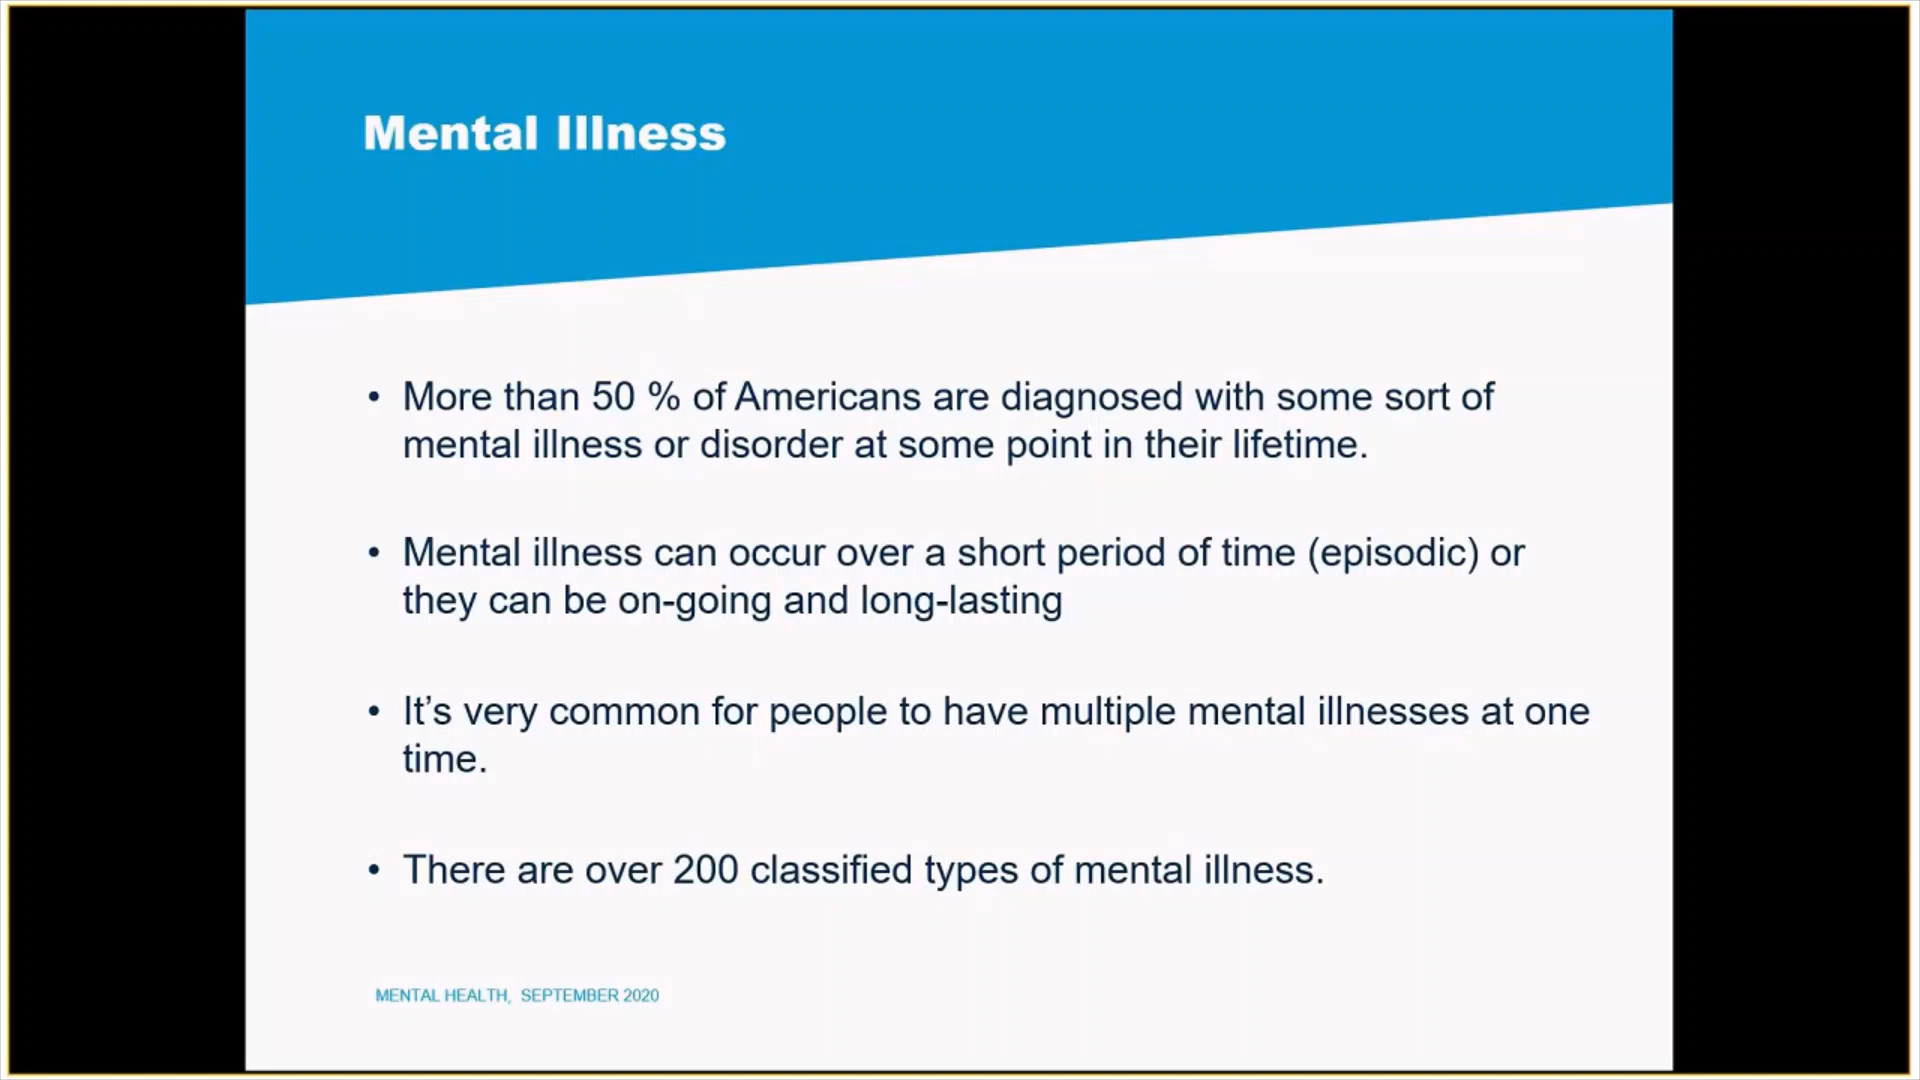 Mental Illness
• More than 50 % of Americans are diagnosed with some sort of
mental illness or disorder at some point in their lifetime.
• Mental illness can occur over a short period of time (episodic) or
they can be on-going and long-lasting
• It’s very common for people to have multiple mental illnesses at one
time.
• There are over 200 classified types of mental illness.
MENTAL HEALTH, SEPTEMBER 2020